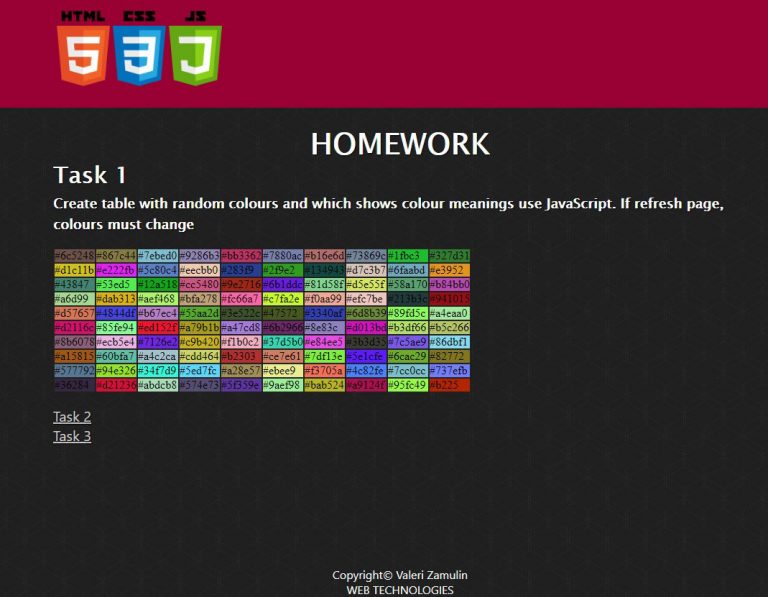 HTML CSS JS
5 3 J
HOMEWORK
Task 1
Create table with random colours and which shows colour meanings use JavaScript. If refresh page,
colours must change
#6c5248 #867c44 #7ebed0 #9286b3 #bb3362 #7880ac #b16e6d #73869c #1fbc3 #327d31
#d1c11b #e222fb #5c80c4 #eecbb0 #283f9 #2f9e2 #134943 #d7c3b7 #6faabd #e3952
#43847 #53ed5 #12a518 #cc5480 #9e2716 #6b1ddc #81d58f #d5e55f #58a170 #b84bb0
#a6d99 #dab313 #aef468 #bfa278 #fc66a7 #c7fa2e #f0aa99 #efc7be #213b3c #941015
#d57657 #4844df #b67ec4 #55aa2d #3e522c #47572 #3340af #6d8b39 #89fd5c #a4eaa0
#d2116c #85fe94 #ed152f #a79b1b #a47cd8 #6b2966 #8e83c #d013bd #b3df66 #b5c266
#8b6078 #ecb5e4 #7126e2 #c9b420 #f1b0c2 #37d5b0 #e84ee5 #3b3d33 #7c5ae9 #86dbf1
#a15815 #60bfa7 #a4c2ca #cdd464 #b2303 #ce7e61 #7df13e #5e1cfe #6cac29 #82772
#577792 #94e326 #34f7d9 #5ed7fc #a28e57 #ebee9 #f3705a #4c82fe #7cc0cc #737efb
#36284 #d21236 #abdcb8 #574e73 #5f359e #9aef98 #bab524 #a9124f #95fc49 #b225
Task 2
Task 3
Copyright© Valeri Zamulin
WEB TECHNOLOGIES